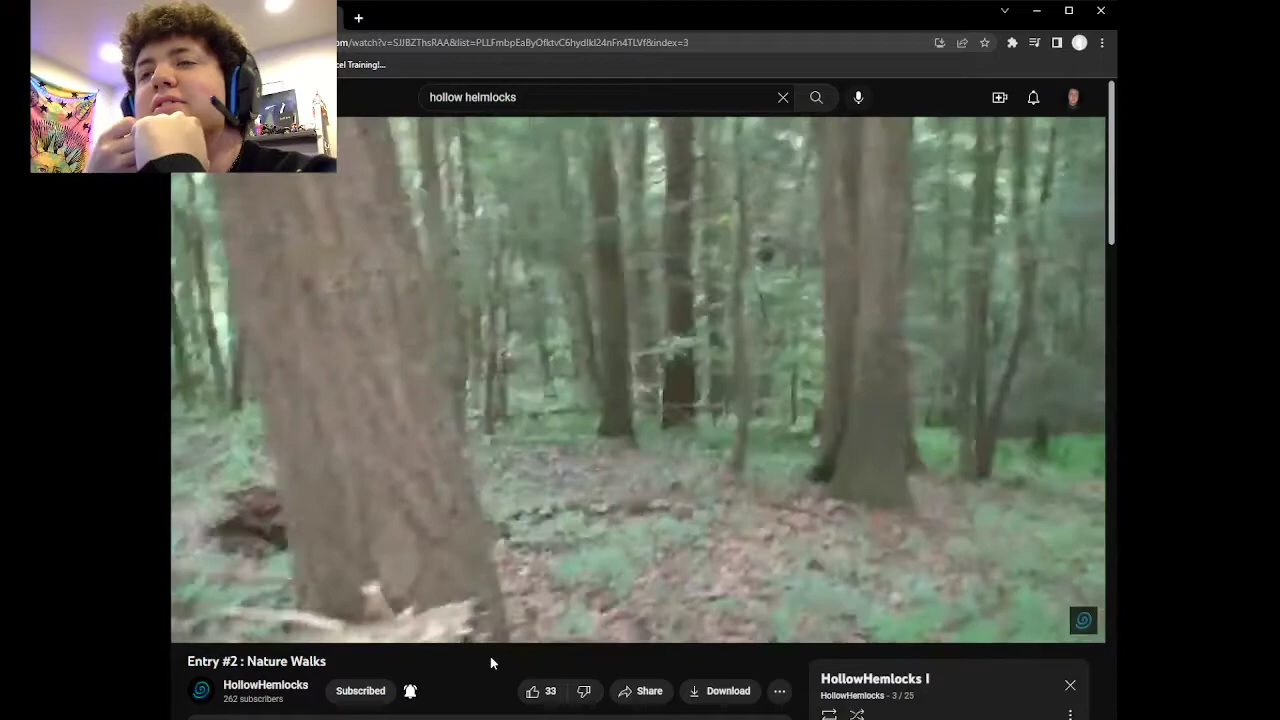 om/watch?v=SJJBZThsRAA&list=PLLFmbpEaByOfktvC6hydIkI24nFn4TLVf&index=3
cel Training!...
hollow helmlocks
Entry #2 : Nature Walks
HollowHemlocks
262 subscribers
Subscribed
33
Share
Download
HollowHemlocks I
HollowHemlocks - 3 / 25